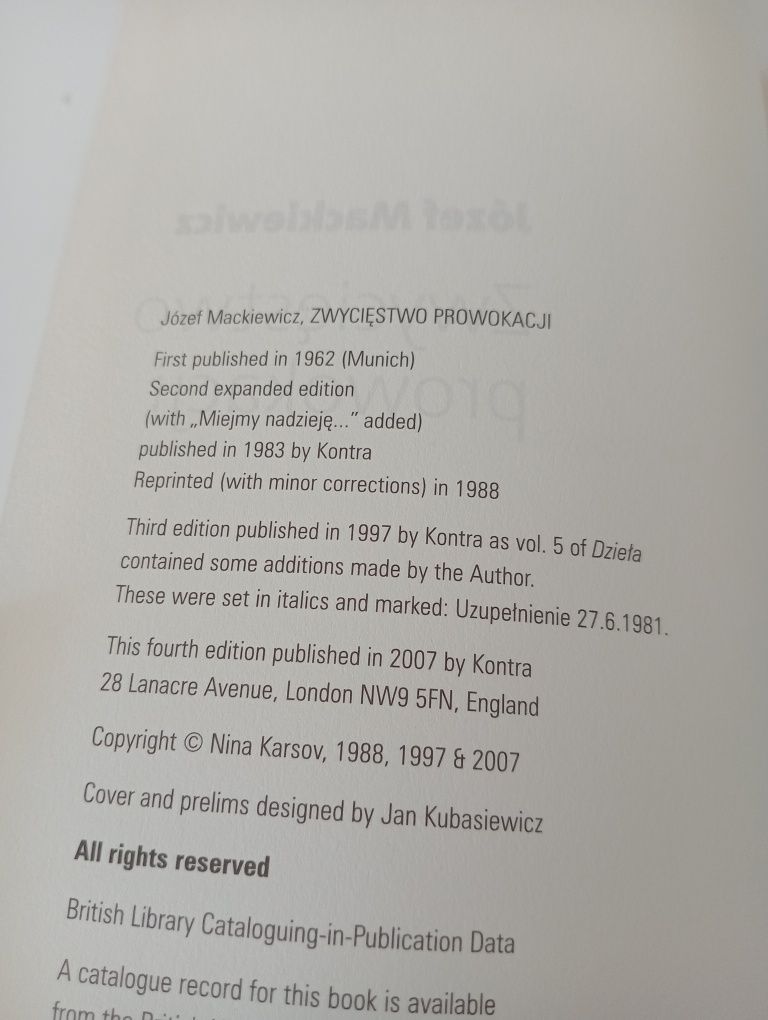 Józef Mackiewicz, ZWYCIĘSTWO PROWOKACJI
First published in 1962 (Munich)
Second expanded edition
(with „Miejmy nadzieję...” added)
published in 1983 by Kontra
Reprinted (with minor corrections) in 1988
Third edition published in 1997 by Kontra as vol. 5 of Dzieła
contained some additions made by the Author.
These were set in italics and marked: Uzupełnienie 27.6.1981.
This fourth edition published in 2007 by Kontra
28 Lanacre Avenue, London NW9 5FN, England
Copyright © Nina Karsov, 1988, 1997 & 2007
Cover and prelims designed by Jan Kubasiewicz
All rights reserved
British Library Cataloguing-in-Publication Data
A catalogue record for this book is available
from the British